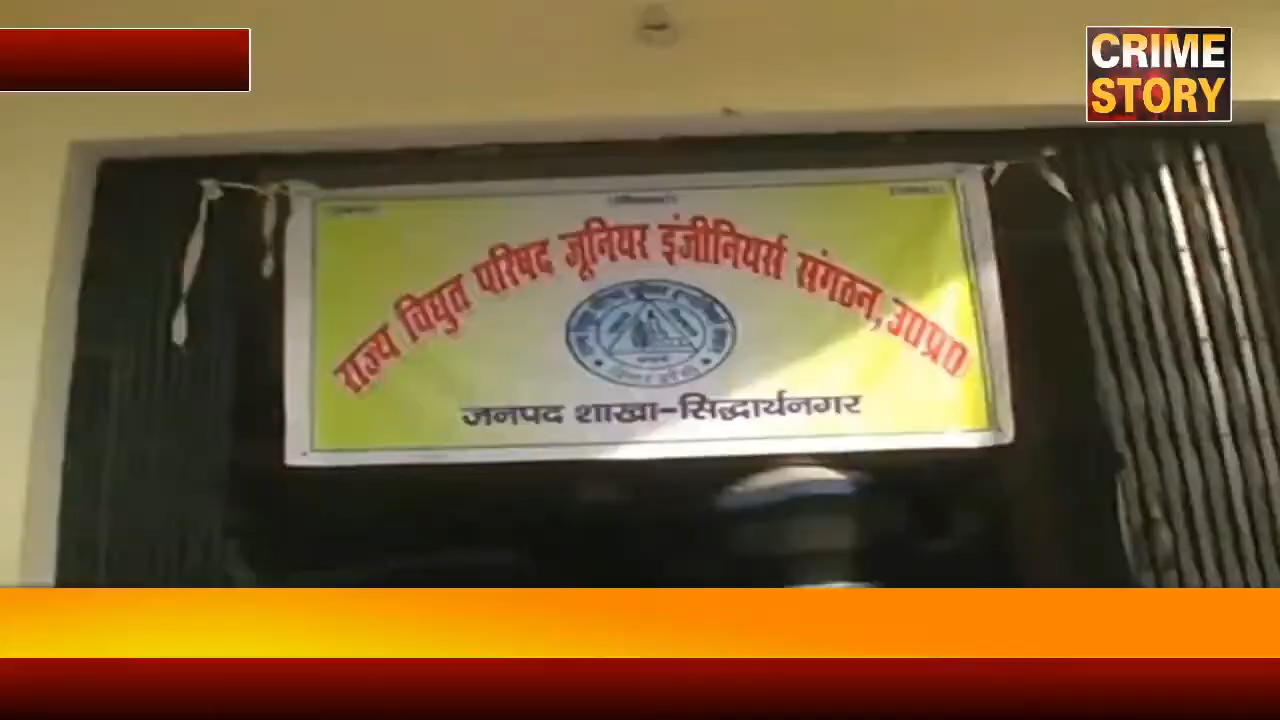 CRIME
STORY
राज्य विधुत परिषद जूनियर इंजीनियर्स संगठन, उ०प्र०
जनपद शाखा-सिद्धार्थनगर